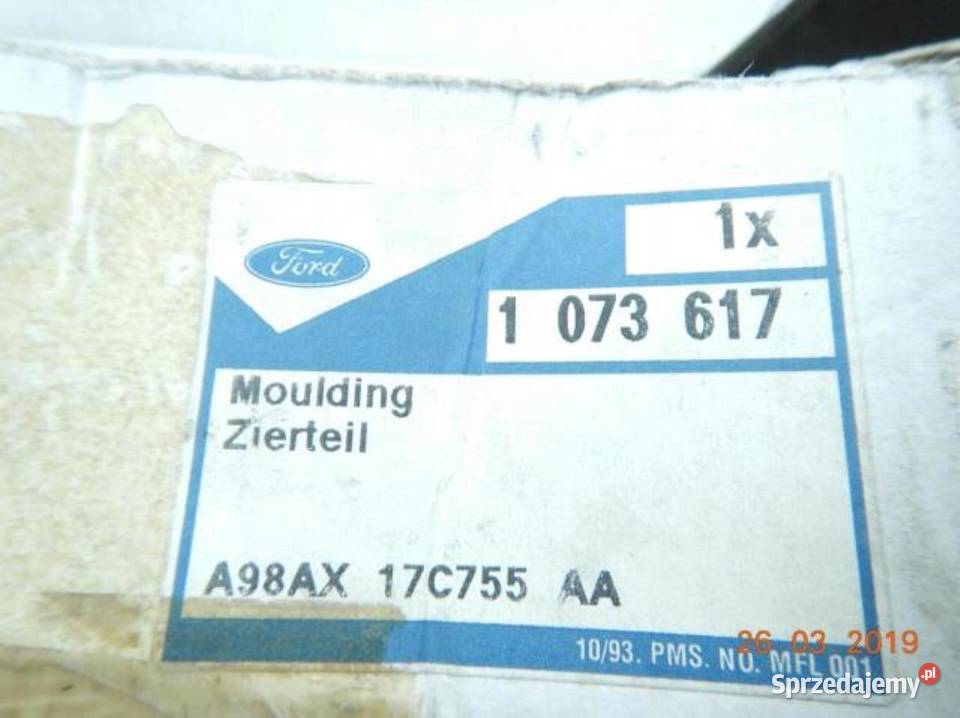 Ford
1x
1 073 617
Moulding
Zierteil
A98AX 17C755 AA
10/93. PMS. NO. MFL 001
26 03 2019
Sprzedajemy.pl